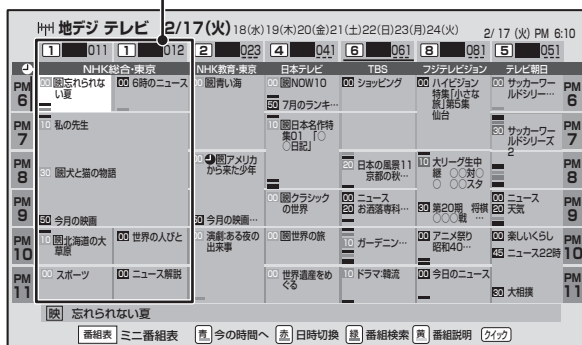 地デジ テレビ 2/17(火) 18(水) 19(木) 20(金) 21(土) 22(日) 23(月) 24(火) 2/ 17 (火) PM 6:10
1 011 1 012 2 023 4 041 6 061 8 081 5 051
NHK総合・東京 NHK教育・東京 日本テレビ TBS フジテレビジョン テレビ朝日
PM 6
00 忘れられない夏
10 私の先生
30 犬と猫の物語
50 今月の映画
10 北海道の大草原
00 スポーツ
00 6時のニュース
00 世界の人びと
00 ニュース解説
00 青い海
00 アメリカから来た少年
50 今月の映画…
00 演劇:ある夜の出来事
00 NOW10
50 7月のランキ…
10 日本名作特集01 「○○日記」
00 クラシックの世界
00 世界の旅
00 世界遺産をめぐる
00 ショッピング
20 日本の風景11 京都の秋…
00 ニュース
20 お洒落専科…
10 ガーデニン…
10 ドラマ:韓流
00 ハイビジョン特集「小さな旅」第5集 仙台
10 大リーグ生中継 ○○対○○ ○○スタ
30 第20期 将棋○○○戦 …
00 アニメ祭り 昭和40…
00 今日のニュース
00 サッカーワールドシリー…
30 サッカーワールドシリーズ2
00 ニュース
20 天気
00 楽しいくらし
45 ニュース22時
30 大相撲
PM 6
PM 7
PM 8
PM 9
PM 10
PM 11
映 忘れられない夏
番組表 ミニ番組表 青 今の時間へ 赤 日時切換 緑 番組検索 黄 番組説明 クイック